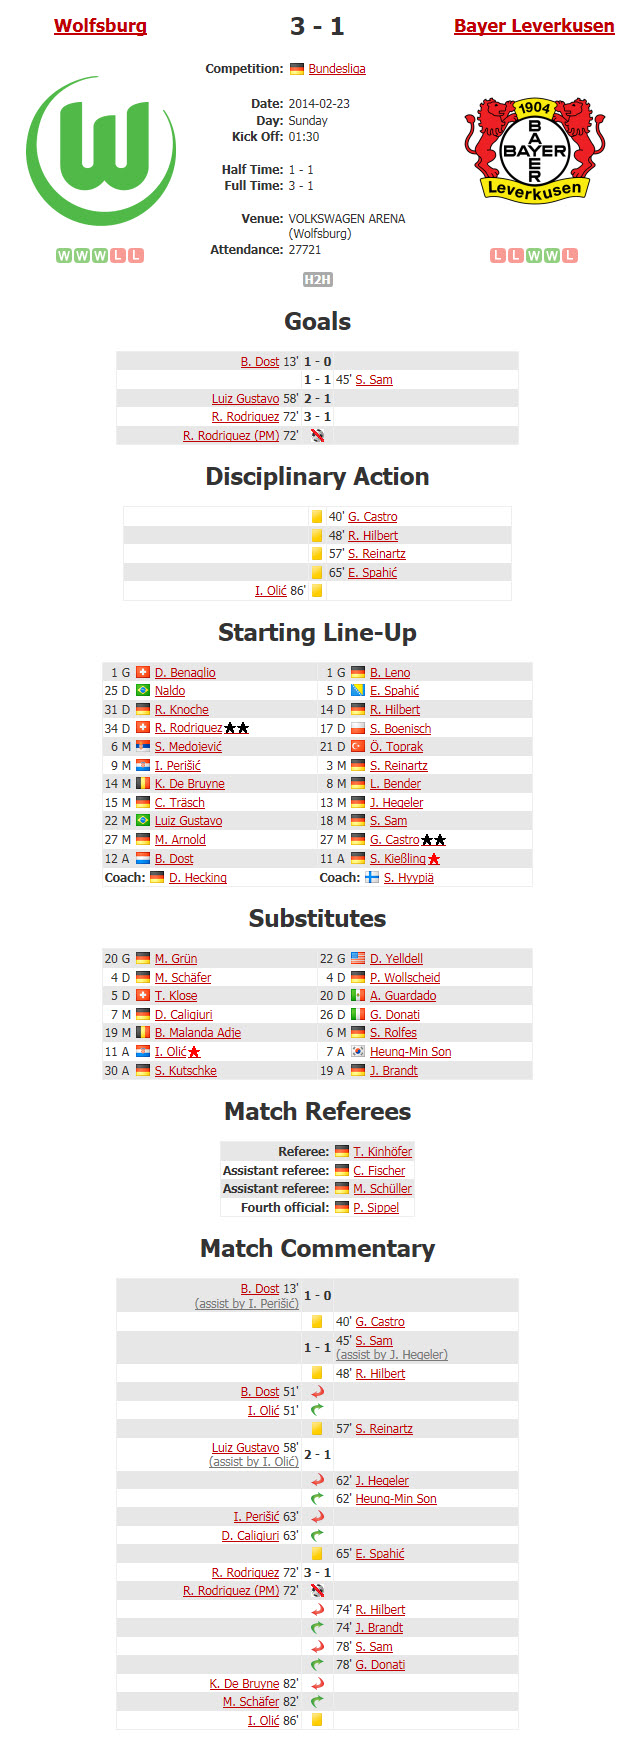 Wolfsburg 3 - 1 Bayer Leverkusen
Competition: Bundesliga
Date: 2014-02-23
Day: Sunday
Kick Off: 01:30
Half Time: 1 - 1
Full Time: 3 - 1
Venue: VOLKSWAGEN ARENA
(Wolfsburg)
Attendance: 27721
1904
BAYER
BAYER
Leverkusen
W W W L L
L L W W L
H2H
Goals
B. Dost 13' 1 - 0
1 - 1 45' S. Sam
Luiz Gustavo 58' 2 - 1
R. Rodriguez 72' 3 - 1
R. Rodriguez (PM) 72'
Disciplinary Action
40' G. Castro
48' R. Hilbert
57' S. Reinartz
65' E. Spahić
I. Olić 86'
Starting Line-Up
1 G D. Benaglio 1 G B. Leno
25 D Naldo 5 D E. Spahić
31 D R. Knoche 14 D R. Hilbert
34 D R. Rodriguez 17 D S. Boenisch
6 M S. Medojević 21 D Ö. Toprak
9 M I. Perišić 3 M S. Reinartz
14 M K. De Bruyne 8 M L. Bender
15 M C. Träsch 13 M J. Hegeler
22 M Luiz Gustavo 18 M S. Sam
27 M M. Arnold 27 M G. Castro
12 A B. Dost 11 A S. Kießling
Coach: D. Hecking Coach: S. Hyypiä
Substitutes
20 G M. Grün 22 G D. Yelldell
4 D M. Schäfer 4 D P. Wollscheid
5 D T. Klose 20 D A. Guardado
7 M D. Caligiuri 26 D G. Donati
19 M B. Malanda Adje 6 M S. Rolfes
11 A I. Olić 7 A Heung-Min Son
30 A S. Kutschke 19 A J. Brandt
Match Referees
Referee: T. Kinhöfer
Assistant referee: C. Fischer
Assistant referee: M. Schüller
Fourth official: P. Sippel
Match Commentary
B. Dost 13' 1 - 0
(assist by I. Perišić)
40' G. Castro
1 - 1 45' S. Sam
(assist by J. Hegeler)
48' R. Hilbert
B. Dost 51'
I. Olić 51'
57' S. Reinartz
Luiz Gustavo 58' 2 - 1
(assist by I. Olić)
62' J. Hegeler
62' Heung-Min Son
I. Perišić 63'
D. Caligiuri 63'
65' E. Spahić
R. Rodriguez 72' 3 - 1
R. Rodriguez (PM) 72'
74' R. Hilbert
74' J. Brandt
78' S. Sam
78' G. Donati
K. De Bruyne 82'
M. Schäfer 82'
I. Olić 86'